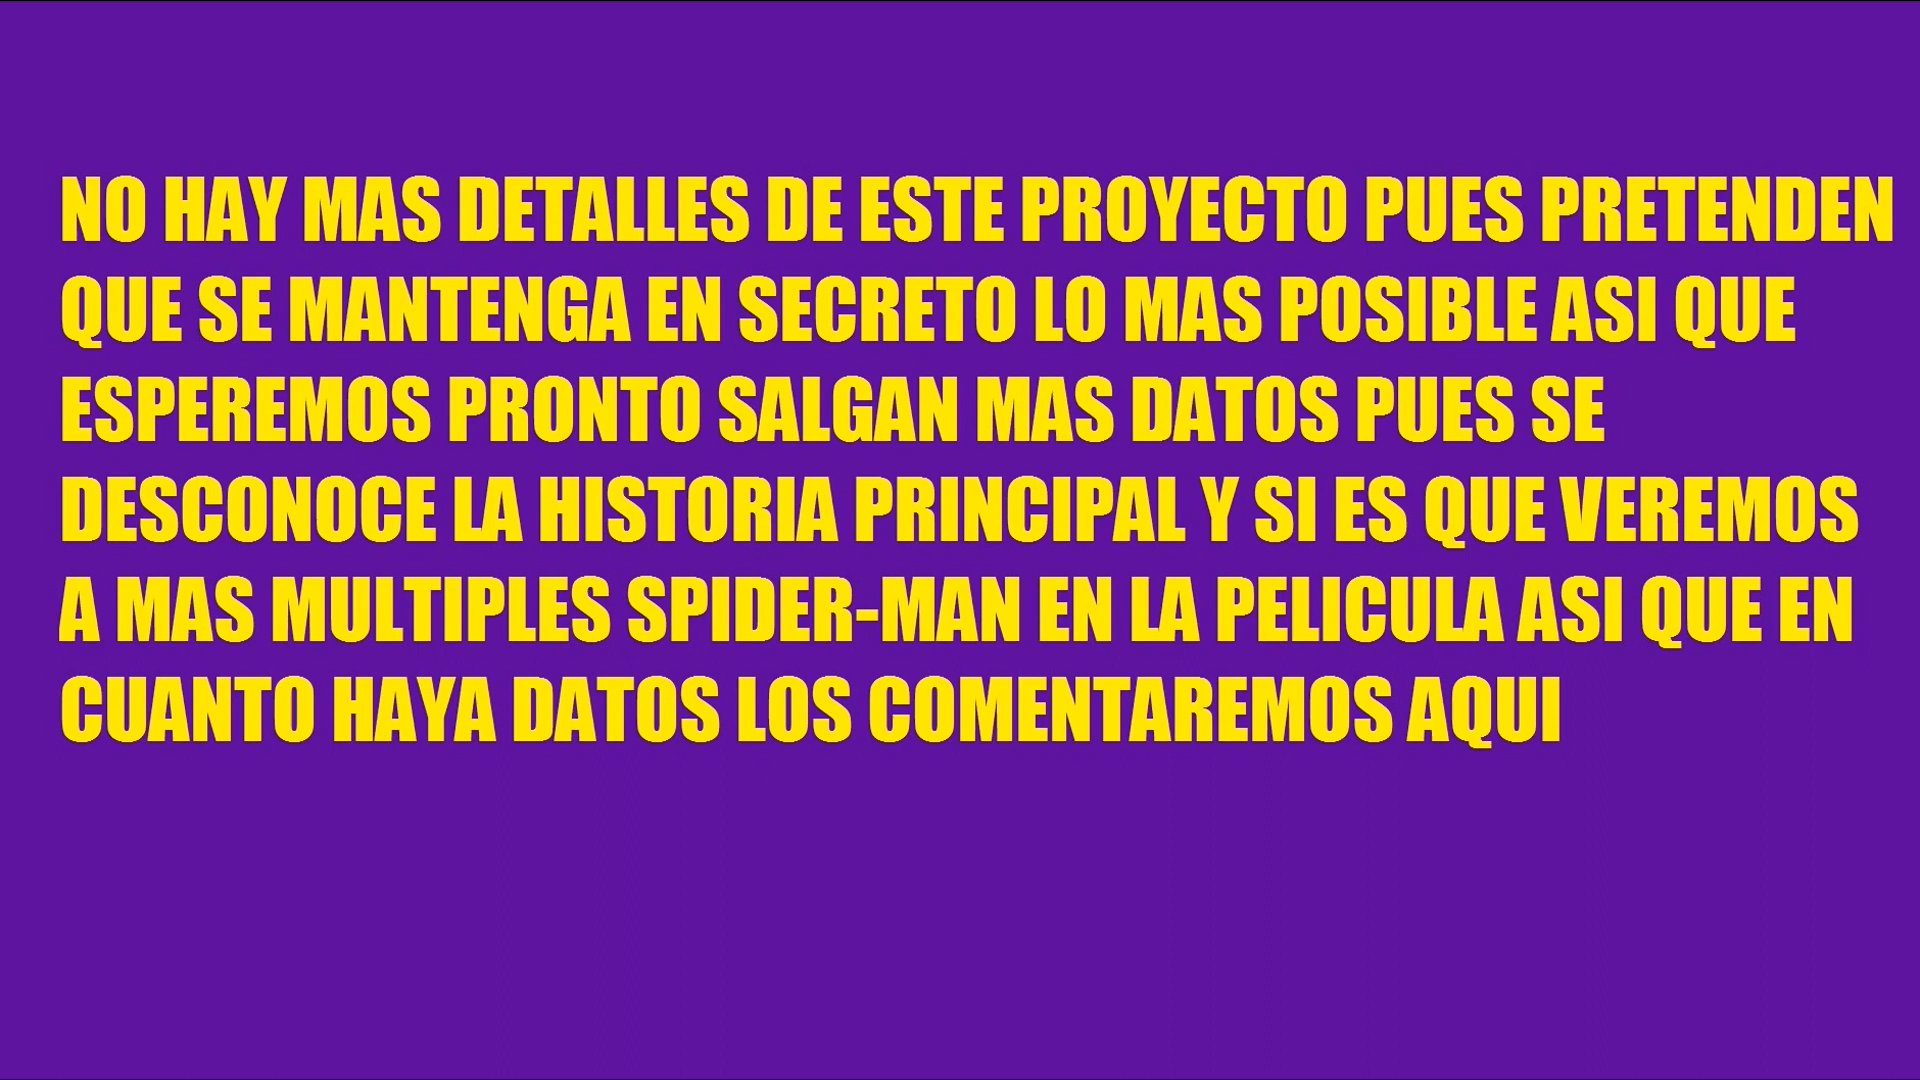 NO HAY MAS DETALLES DE ESTE PROYECTO PUES PRETENDEN
QUE SE MANTENGA EN SECRETO LO MAS POSIBLE ASI QUE
ESPEREMOS PRONTO SALGAN MAS DATOS PUES SE
DESCONOCE LA HISTORIA PRINCIPAL Y SI ES QUE VEREMOS
A MAS MULTIPLES SPIDER-MAN EN LA PELICULA ASI QUE EN
CUANTO HAYA DATOS LOS COMENTAREMOS AQUI